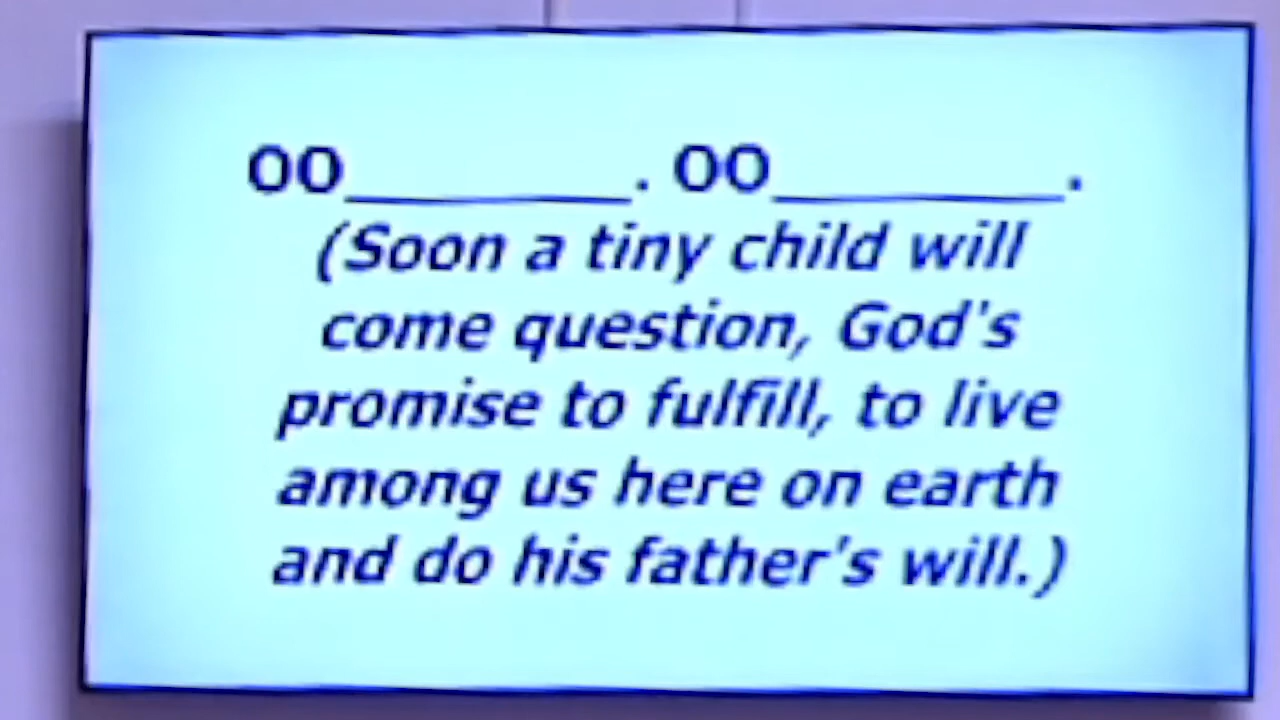 oo_______. oo_______.
(Soon a tiny child will
come question, God's
promise to fulfill, to live
among us here on earth
and do his father's will.)